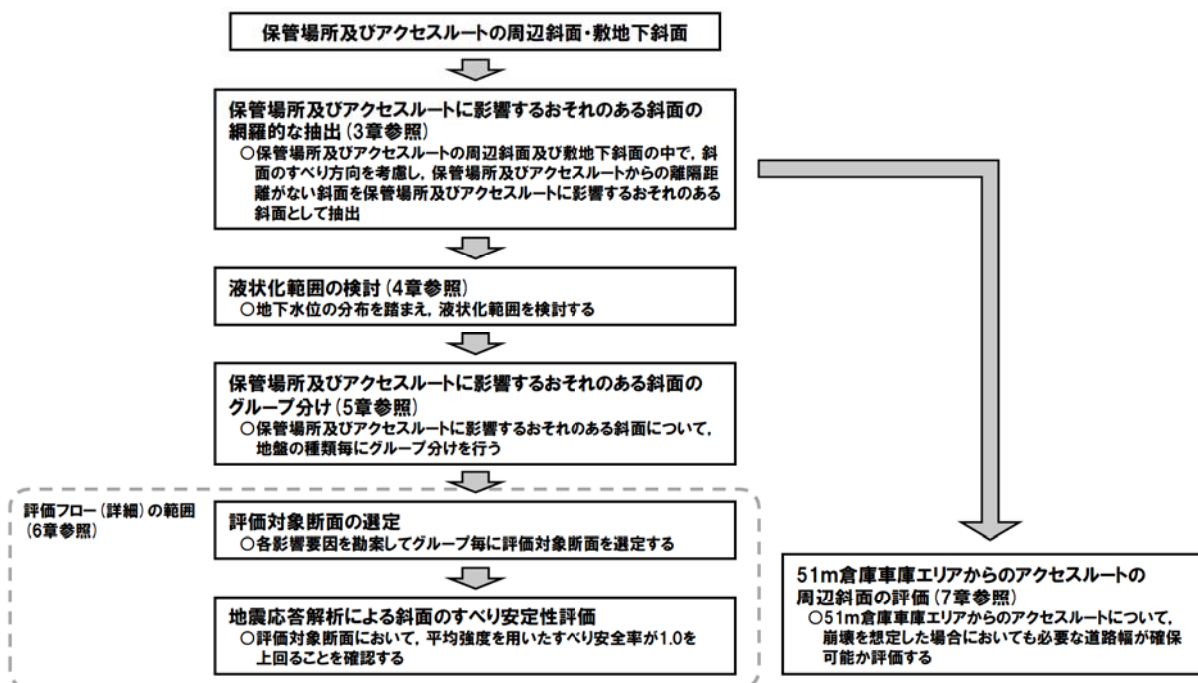 保管場所及びアクセスルートの周辺斜面・敷地下斜面
保管場所及びアクセスルートに影響するおそれのある斜面の
網羅的な抽出(3章参照)
○保管場所及びアクセスルートの周辺斜面及び敷地下斜面の中で，斜
面のすべり方向を考慮し，保管場所及びアクセスルートからの離隔距
離がない斜面を保管場所及びアクセスルートに影響するおそれのある
斜面として抽出
液状化範囲の検討(4章参照)
○地下水位の分布を踏まえ，液状化範囲を検討する
保管場所及びアクセスルートに影響するおそれのある斜面の
グループ分け(5章参照)
○保管場所及びアクセスルートに影響するおそれのある斜面について，
地盤の種類毎にグループ分けを行う
評価フロー(詳細)の範囲
(6章参照)
評価対象断面の選定
○各影響要因を勘案してグループ毎に評価対象断面を選定する
地震応答解析による斜面のすべり安定性評価
○評価対象断面において，平均強度を用いたすべり安全率が1.0を
上回ることを確認する
51m倉庫車庫エリアからのアクセスルートの
周辺斜面の評価(7章参照)
○51m倉庫車庫エリアからのアクセスルートについて，
崩壊を想定した場合においても必要な道路幅が確保
可能か評価する